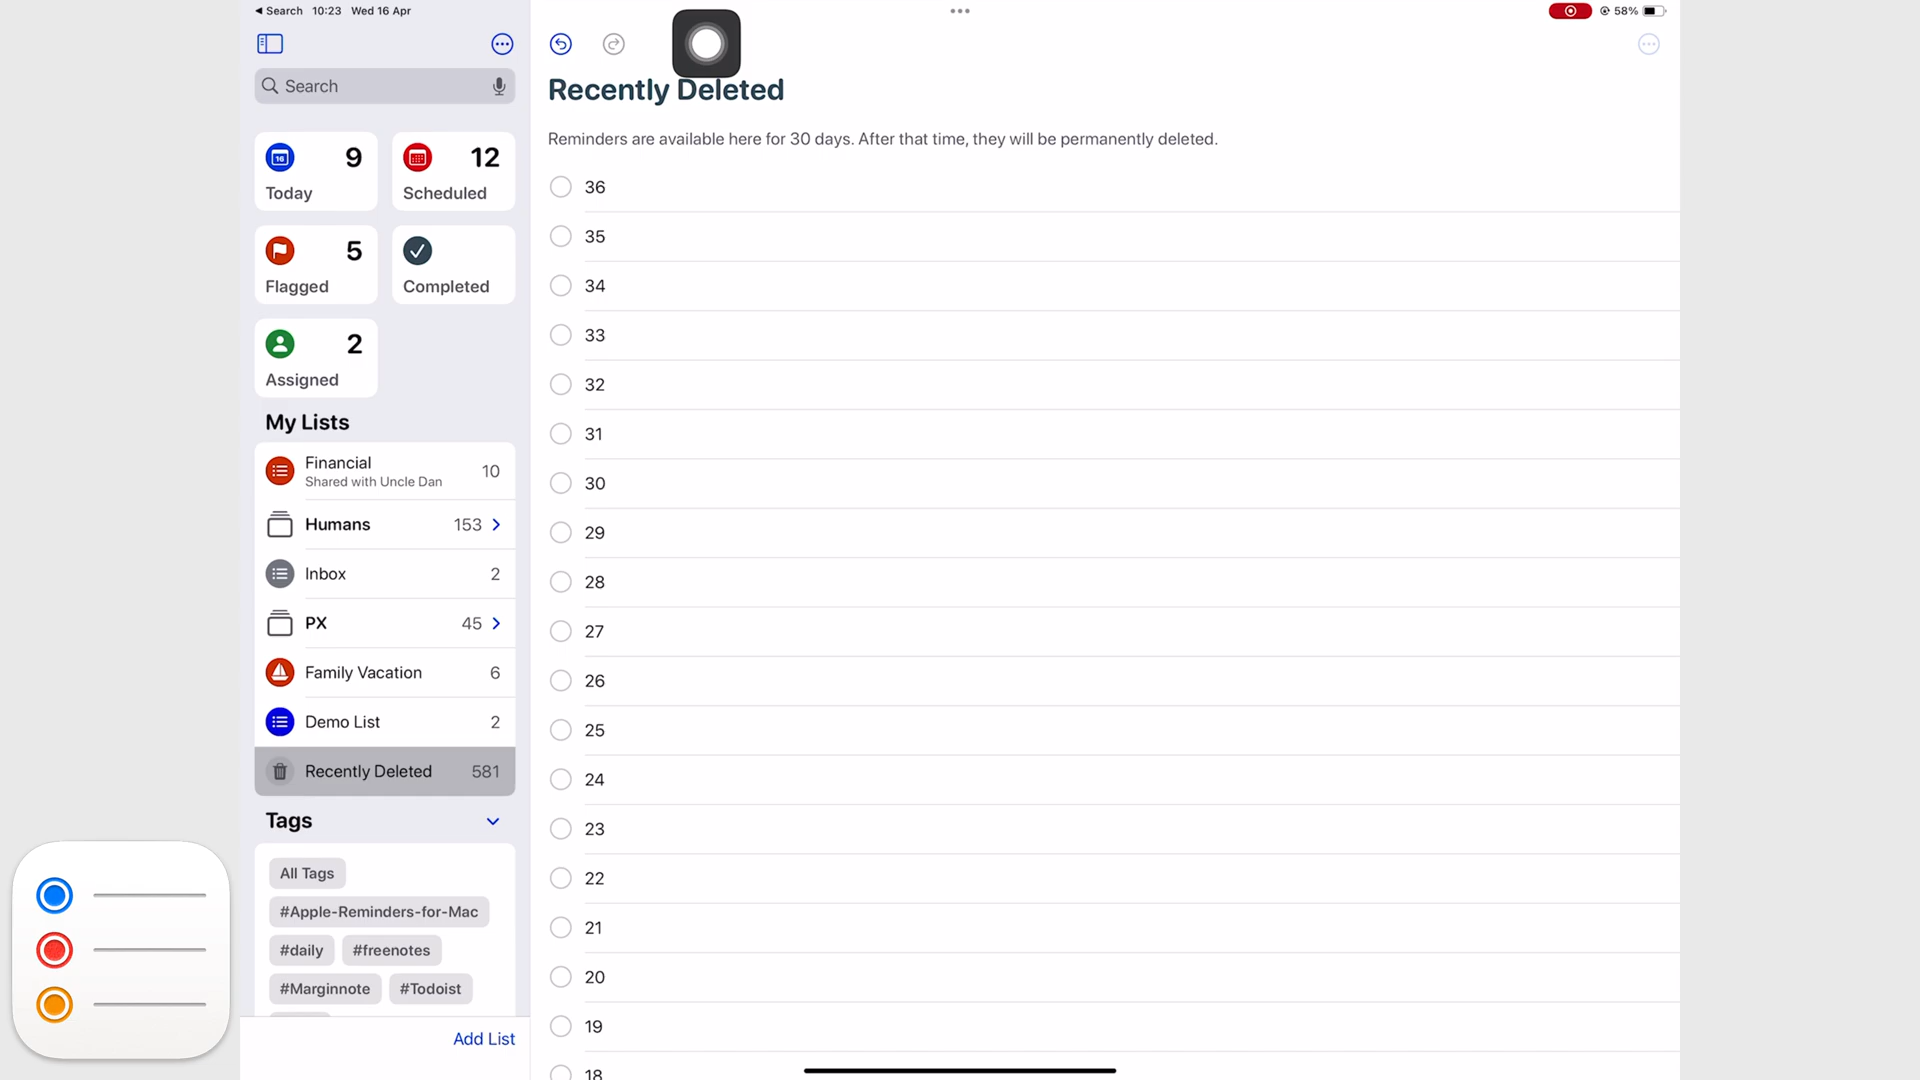 Search 10:23 Wed 16 Apr
58%
Search
16 9
Today
12
Scheduled
5
Flagged
Completed
2
Assigned
My Lists
Financial
Shared with Uncle Dan
10
Humans 153
Inbox 2
PX 45
Family Vacation 6
Demo List 2
Recently Deleted 581
Tags
All Tags
#Apple-Reminders-for-Mac
#daily #freenotes
#Marginnote #Todoist
Add List
Recently Deleted
Reminders are available here for 30 days. After that time, they will be permanently deleted.
36
35
34
33
32
31
30
29
28
27
26
25
24
23
22
21
20
19
18